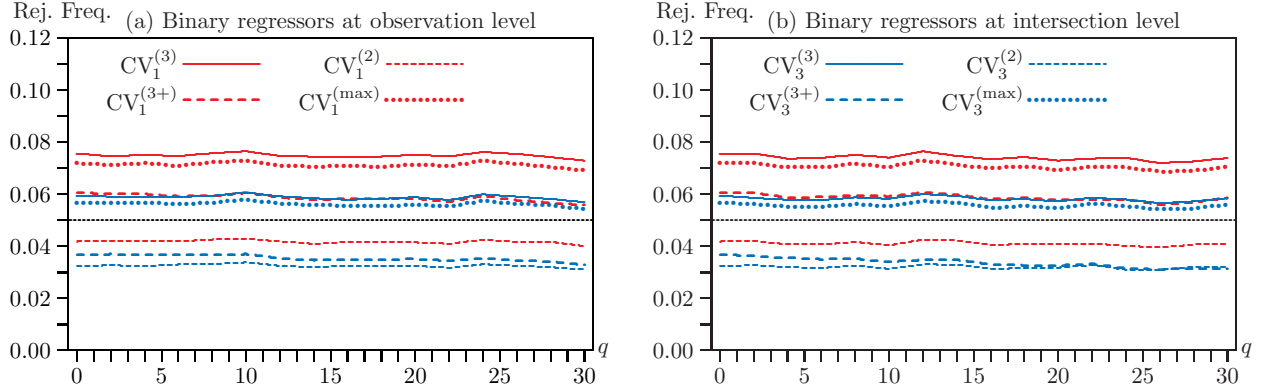 Rej. Freq. (a) Binary regressors at observation level
0.12
0.10
0.08
0.06
0.04
0.02
0.00
CV₁⁽³⁾ CV₁⁽²⁾
CV₁⁽³⁺⁾ CV₁⁽ᵐᵃˣ⁾
0 5 10 15 20 25 30 q
Rej. Freq. (b) Binary regressors at intersection level
0.12
0.10
0.08
0.06
0.04
0.02
0.00
CV₃⁽³⁾ CV₃⁽²⁾
CV₃⁽³⁺⁾ CV₃⁽ᵐᵃˣ⁾
0 5 10 15 20 25 30 q